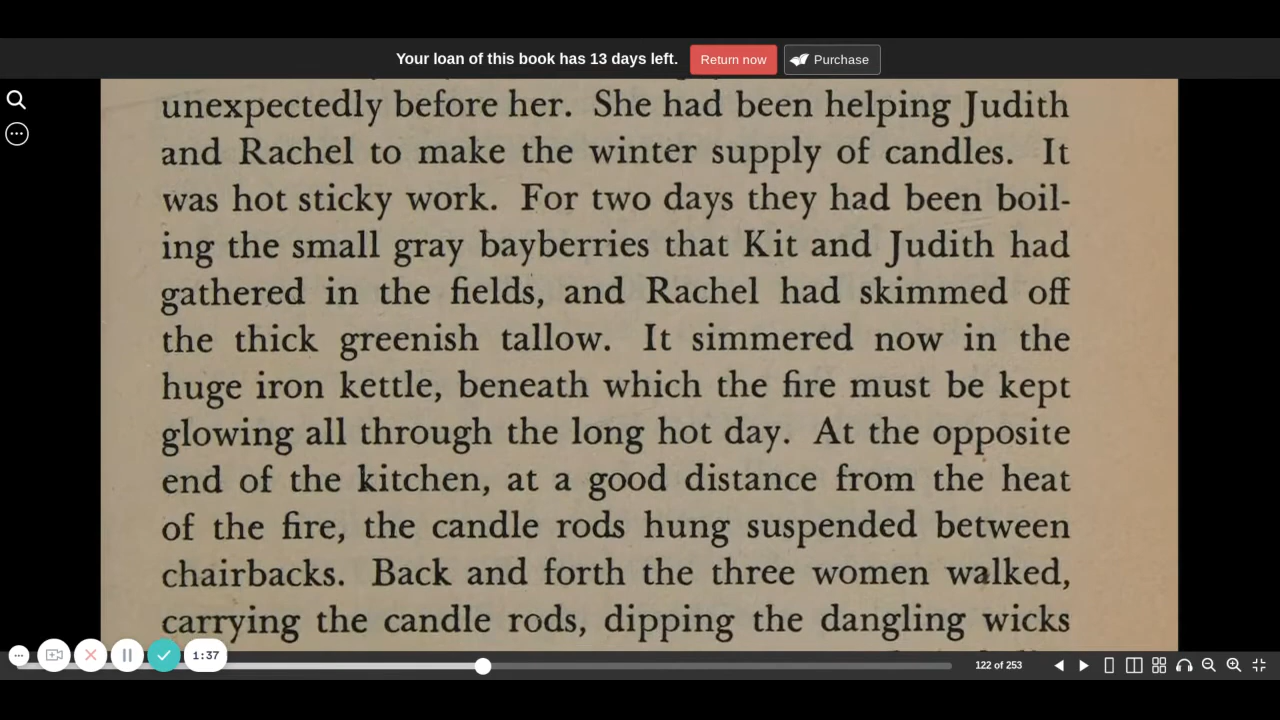 Your loan of this book has 13 days left. Return now Purchase
unexpectedly before her. She had been helping Judith
and Rachel to make the winter supply of candles. It
was hot sticky work. For two days they had been boil-
ing the small gray bayberries that Kit and Judith had
gathered in the fields, and Rachel had skimmed off
the thick greenish tallow. It simmered now in the
huge iron kettle, beneath which the fire must be kept
glowing all through the long hot day. At the opposite
end of the kitchen, at a good distance from the heat
of the fire, the candle rods hung suspended between
chairbacks. Back and forth the three women walked,
carrying the candle rods, dipping the dangling wicks
1:37
122 of 253